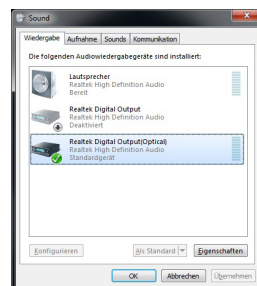 Sound
Wiedergabe Aufnahme Sounds Kommunikation
Die folgenden Audiowiedergabegeräte sind installiert:
Lautsprecher
Realtek High Definition Audio
Bereit
Realtek Digital Output
Realtek High Definition Audio
Deaktiviert
Realtek Digital Output(Optical)
Realtek High Definition Audio
Standardgerät
Konfigurieren Als Standard Eigenschaften
OK Abbrechen Übernehmen